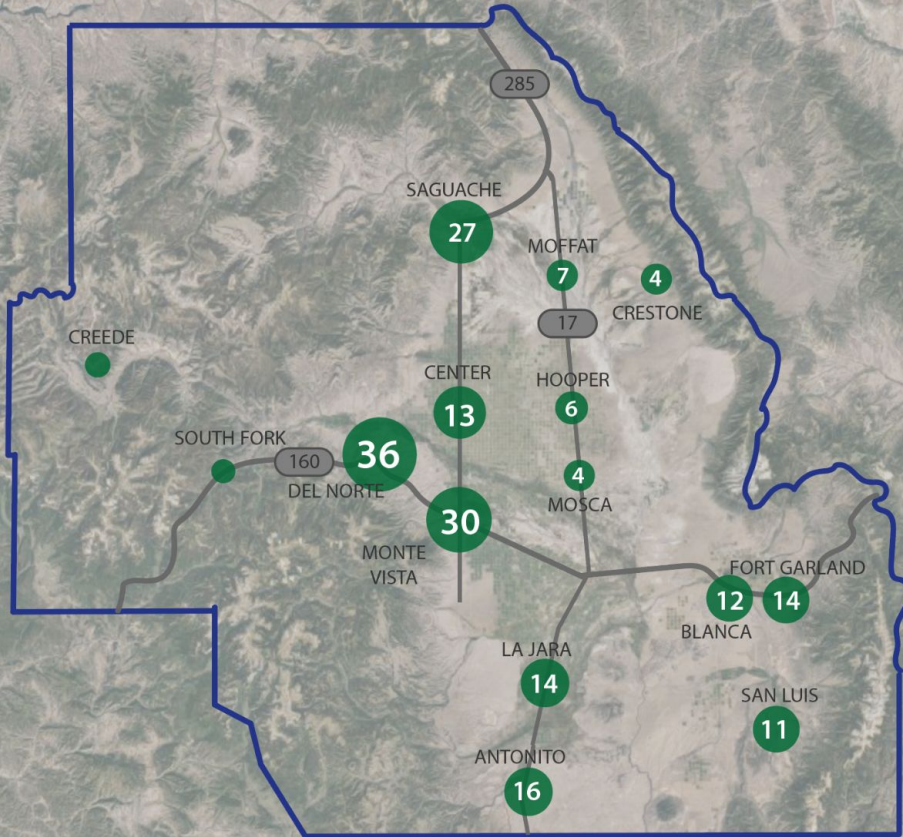 285
SAGUACHE
27
MOFFAT
7
4
CRESTONE
17
CREEDE
CENTER
13
HOOPER
6
SOUTH FORK
160
36
DEL NORTE
4
MOSCA
30
MONTE
VISTA
FORT GARLAND
12
14
BLANCA
LA JARA
14
SAN LUIS
11
ANTONITO
16